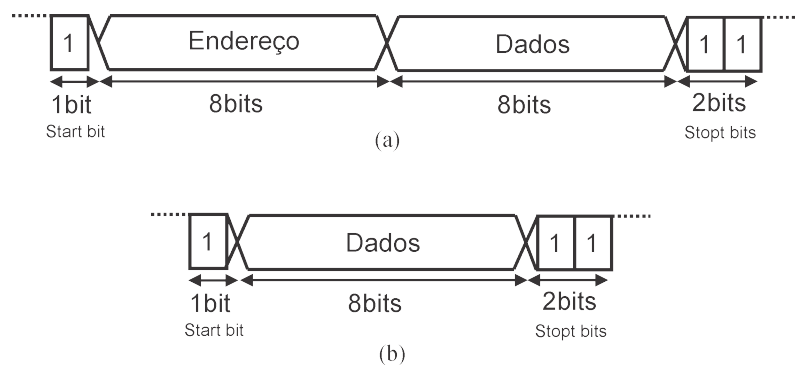 1 Endereço Dados 1 1
1bit 8bits 8bits 2bits
Start bit Stopt bits
(a)
1 Dados 1 1
1bit 8bits 2bits
Start bit Stopt bits
(b)